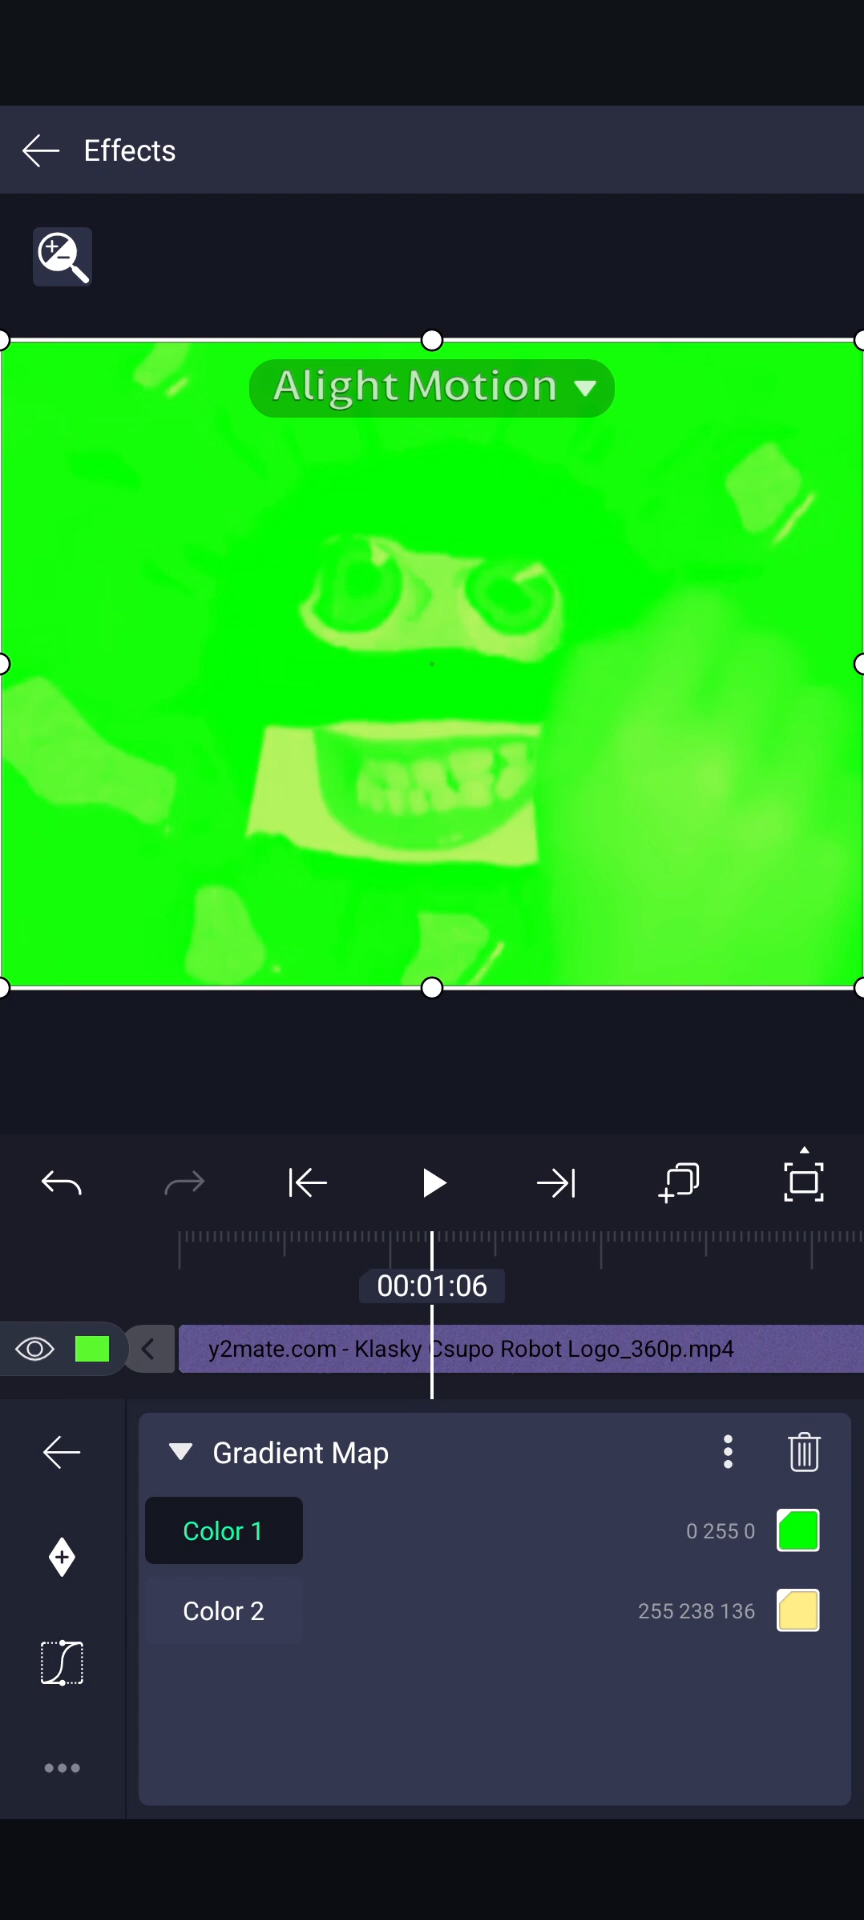 Effects
Alight Motion
00:01:06
y2mate.com - Klasky Csupo Robot Logo_360p.mp4
Gradient Map
Color 1
0 255 0
Color 2
255 238 136